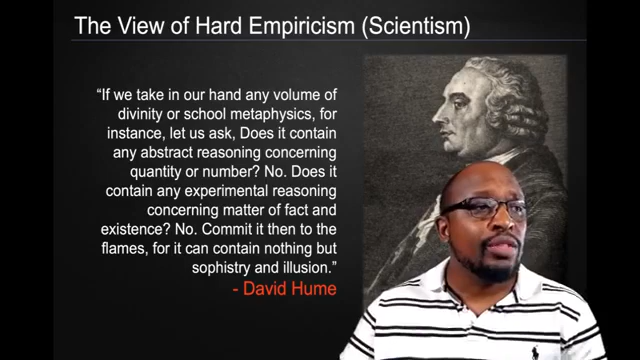 The View of Hard Empiricism (Scientism)
“If we take in our hand any volume of
divinity or school metaphysics, for
instance, let us ask, Does it contain
any abstract reasoning concerning
quantity or number? No. Does it
contain any experimental reasoning
concerning matter of fact and
existence? No. Commit it then to the
flames, for it can contain nothing but
sophistry and illusion.”
- David Hume